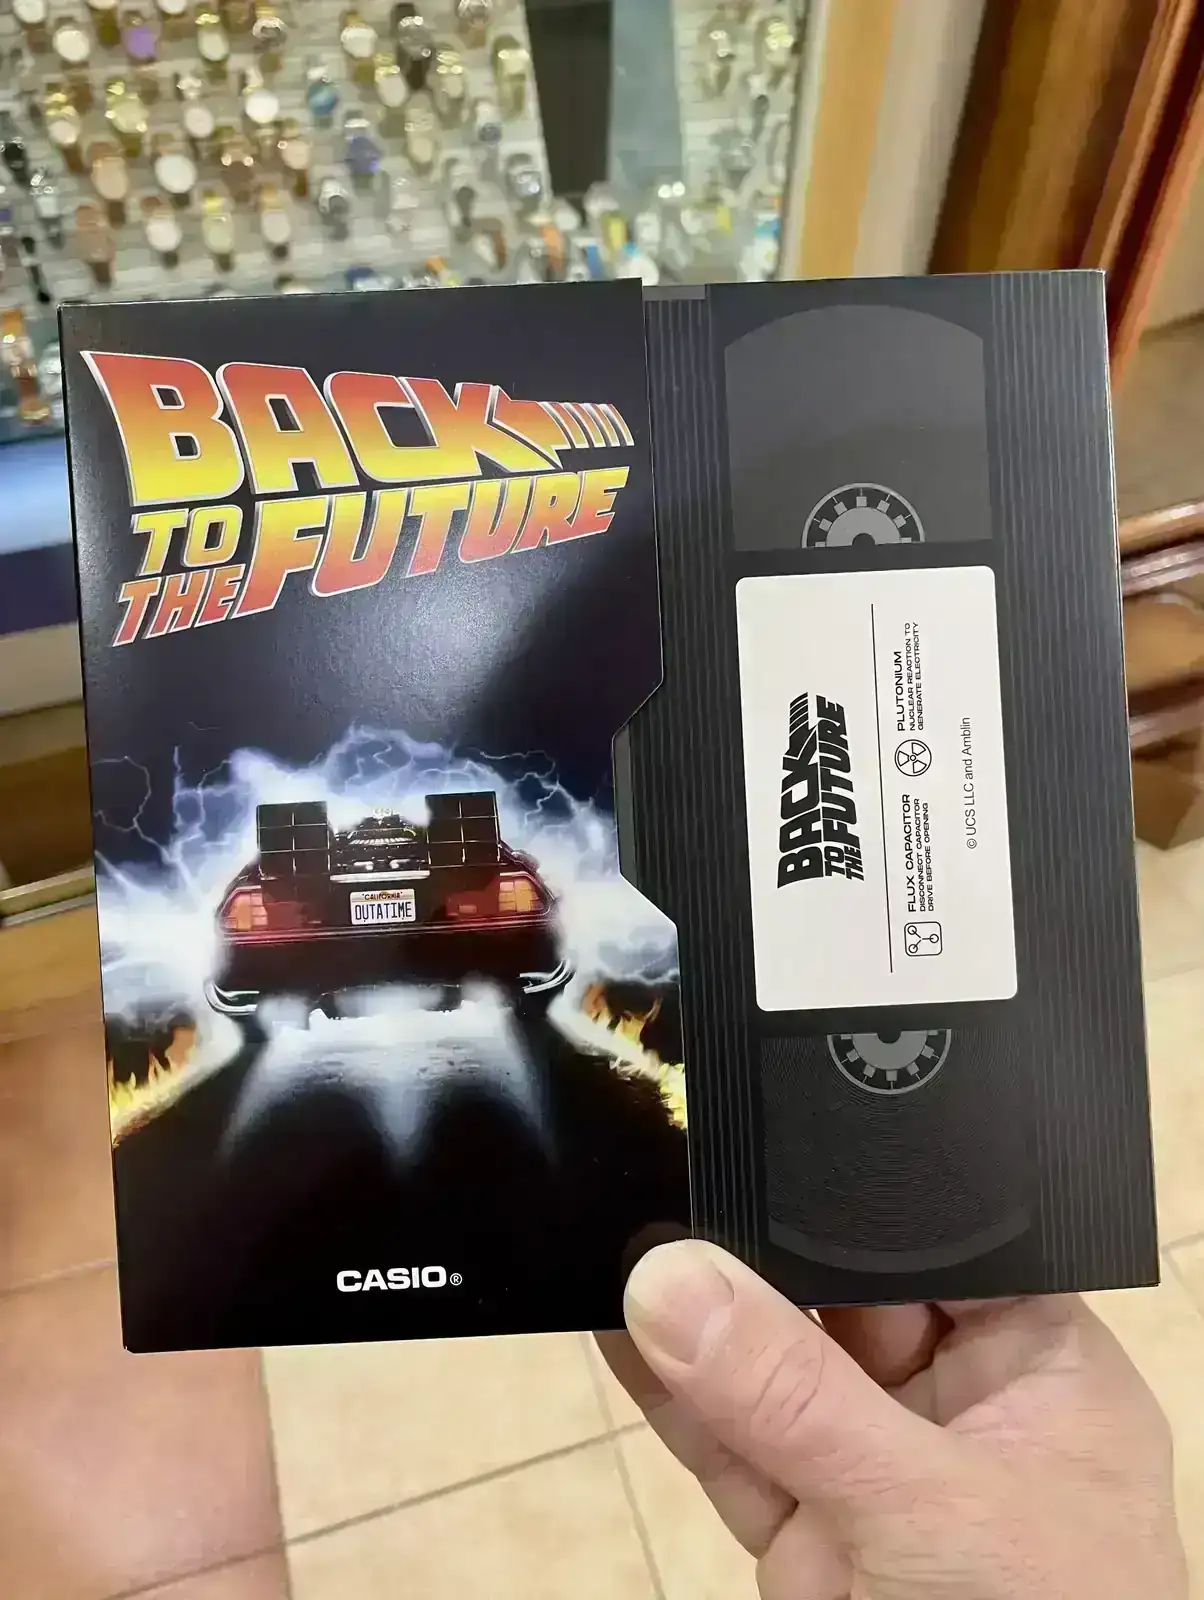 BACK
TO
THE FUTURE
"CALIFORNIA"
OUTATIME
CASIO®
BACK
TO
THE FUTURE
FLUX CAPACITOR
DISCONNECT CAPACITOR
DRIVE BEFORE OPENING
PLUTONIUM
NUCLEAR REACTION TO
GENERATE ELECTRICITY
© UCS LLC and Amblin